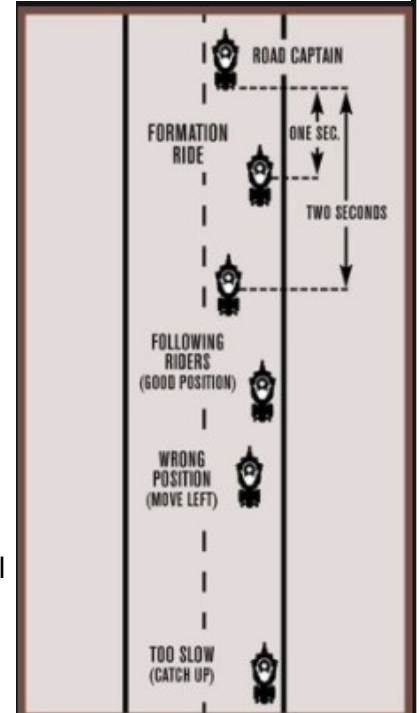 ROAD CAPTAIN
FORMATION
RIDE
ONE SEC.
TWO SECONDS
FOLLOWING
RIDERS
(GOOD POSITION)
WRONG
POSITION
(MOVE LEFT)
TOO SLOW
(CATCH UP)